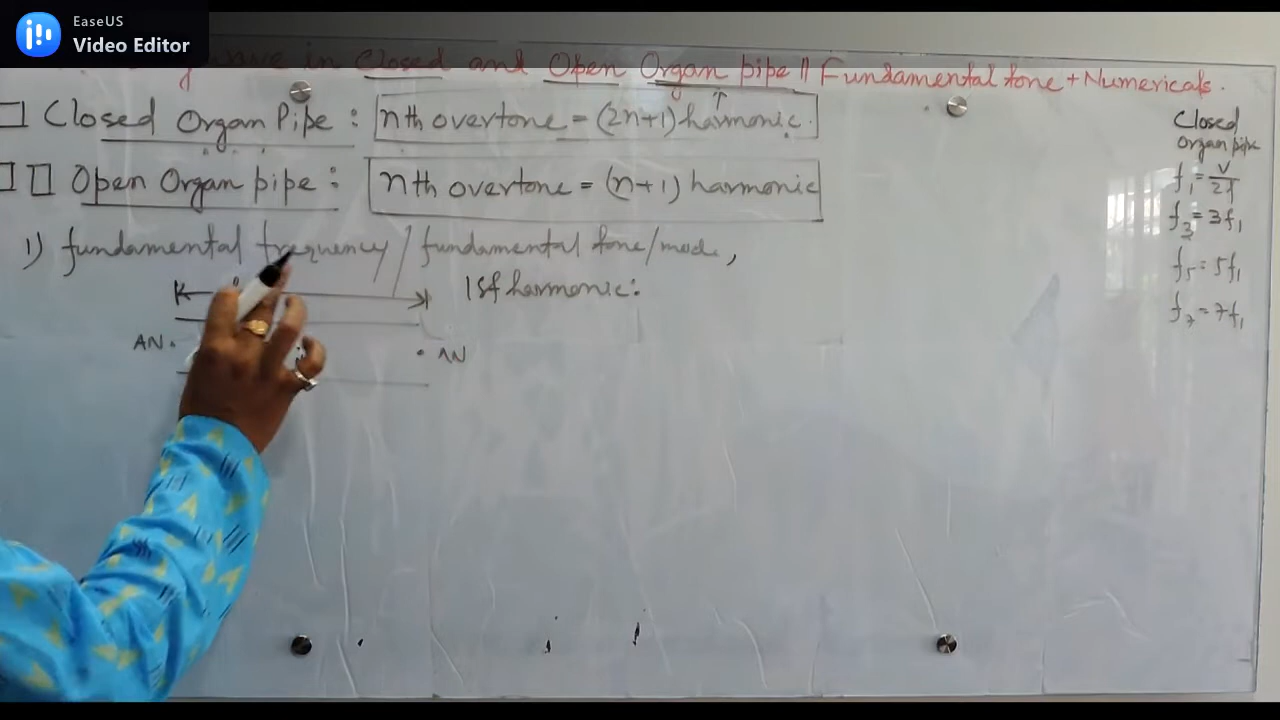 EaseUS
Video Editor
wave in Closed and Open Organ pipe || Fundamental tone + Numericals.
Closed Organ Pipe : nth overtone = (2n+1) harmonic.
Open Organ pipe : nth overtone = (n+1) harmonic
1) fundamental frequency / fundamental tone/mode,
1st harmonic:
AN
AN
Closed
Organ pipe
f₁ = V/2l
f₃ = 3f₁
f₅ = 5f₁
f₇ = 7f₁